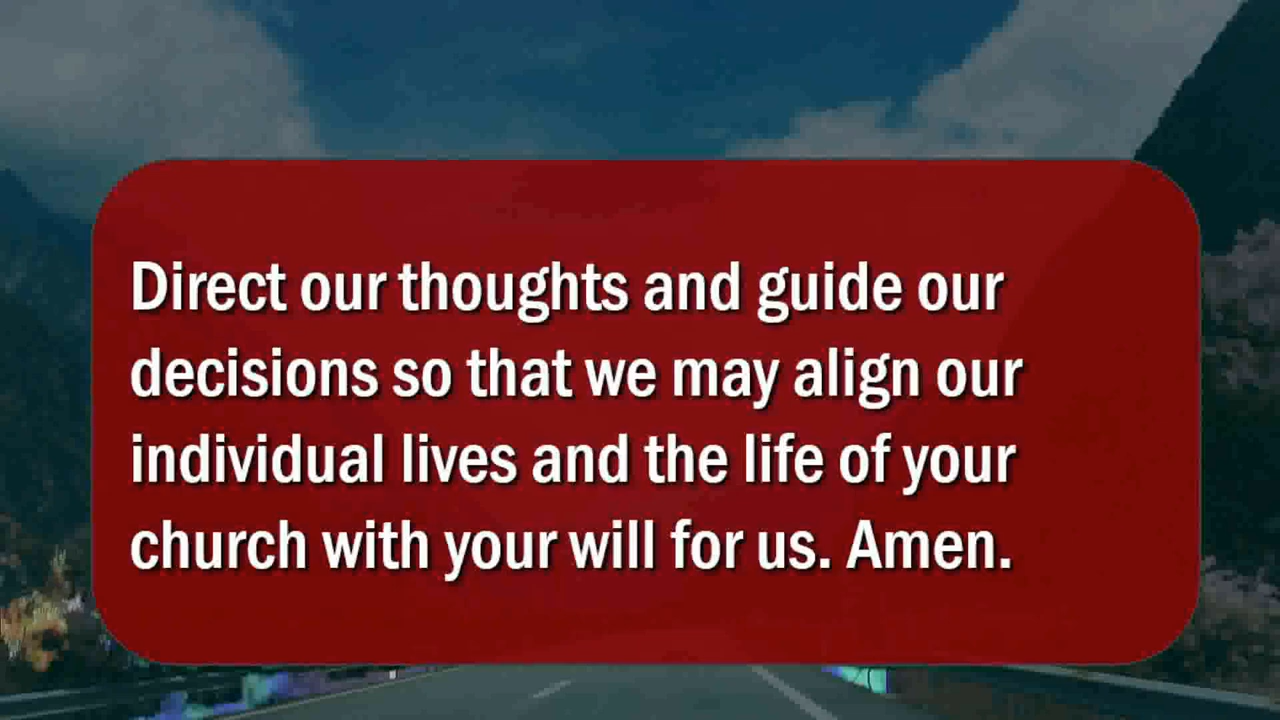 Direct our thoughts and guide our
decisions so that we may align our
individual lives and the life of your
church with your will for us. Amen.